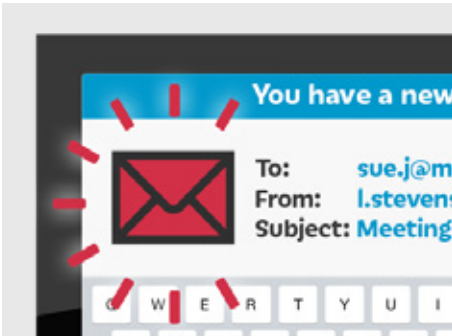 You have a new
To: sue.j@m
From: l.stevens
Subject: Meeting
Q W E R T Y U I